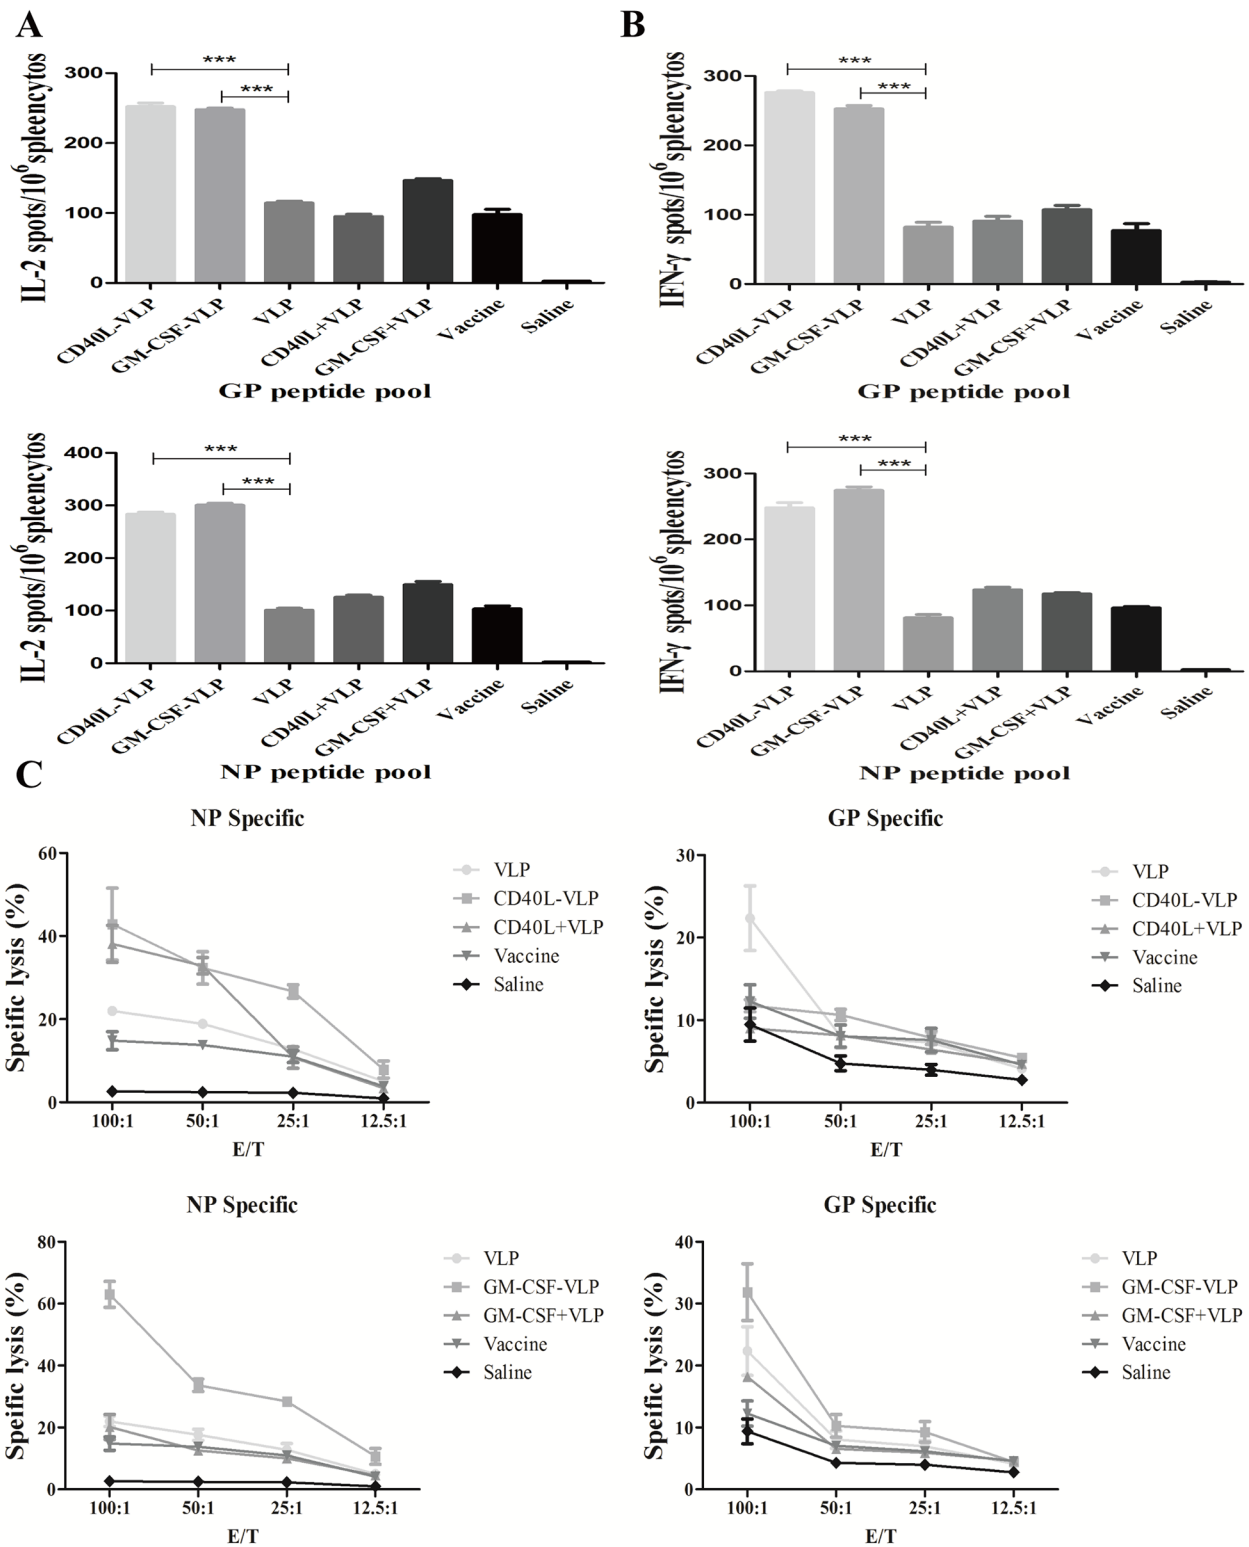 A
IL-2 spots/10^6 spleencytos
300
200
100
0
***
***
CD40L-VLP
GM-CSF-VLP
VLP
CD40L+VLP
GM-CSF+VLP
Vaccine
Saline
GP peptide pool
B
IFN-γ spots/10^6 spleencytos
300
200
100
0
***
***
CD40L-VLP
GM-CSF-VLP
VLP
CD40L+VLP
GM-CSF+VLP
Vaccine
Saline
GP peptide pool
IL-2 spots/10^6 spleencytos
400
300
200
100
0
***
***
CD40L-VLP
GM-CSF-VLP
VLP
CD40L+VLP
GM-CSF+VLP
Vaccine
Saline
NP peptide pool
IFN-γ spots/10^6 spleencytos
300
200
100
0
***
***
CD40L-VLP
GM-CSF-VLP
VLP
CD40L+VLP
GM-CSF+VLP
Vaccine
Saline
NP peptide pool
C
NP Specific
Speific lysis (%)
60
40
20
0
100:1
50:1
25:1
12.5:1
E/T
VLP
CD40L-VLP
CD40L+VLP
Vaccine
Saline
GP Specific
Speific lysis (%)
30
20
10
0
100:1
50:1
25:1
12.5:1
E/T
VLP
CD40L-VLP
CD40L+VLP
Vaccine
Saline
NP Specific
Speific lysis (%)
80
60
40
20
0
100:1
50:1
25:1
12.5:1
E/T
VLP
GM-CSF-VLP
GM-CSF+VLP
Vaccine
Saline
GP Specific
Speific lysis (%)
40
30
20
10
0
100:1
50:1
25:1
12.5:1
E/T
VLP
GM-CSF-VLP
GM-CSF+VLP
Vaccine
Saline